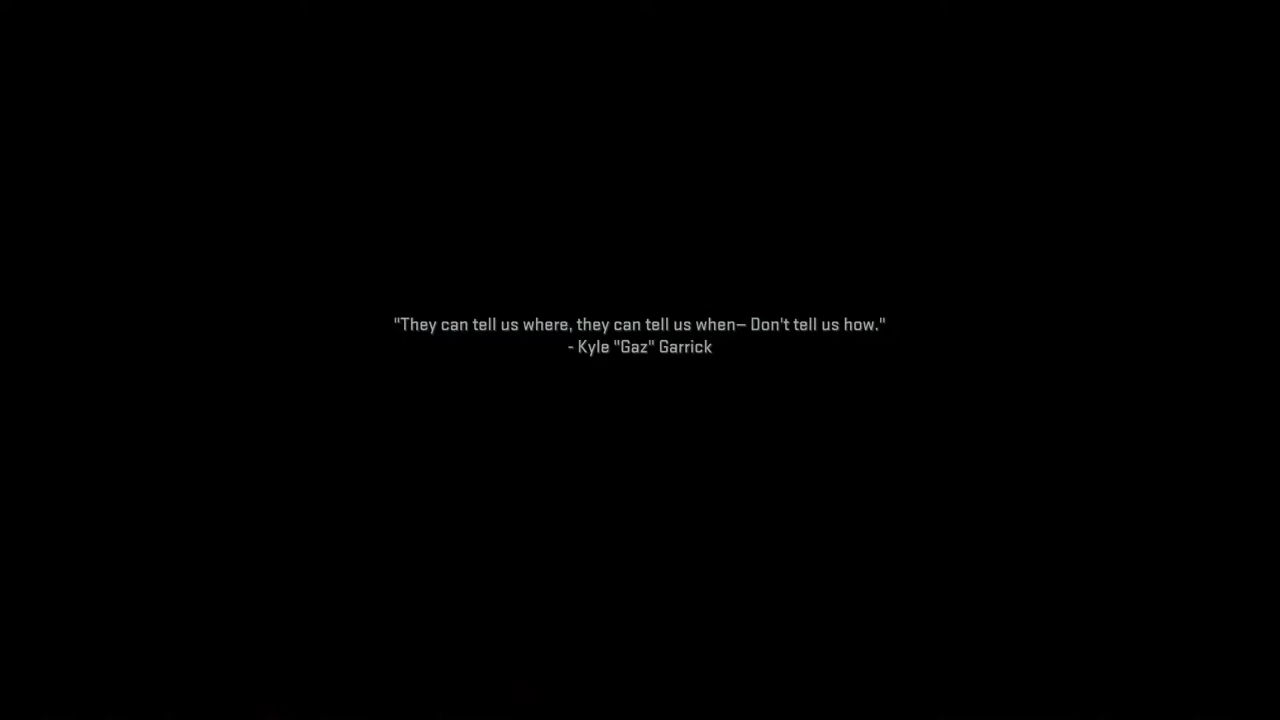 "They can tell us where, they can tell us when– Don't tell us how."
- Kyle "Gaz" Garrick